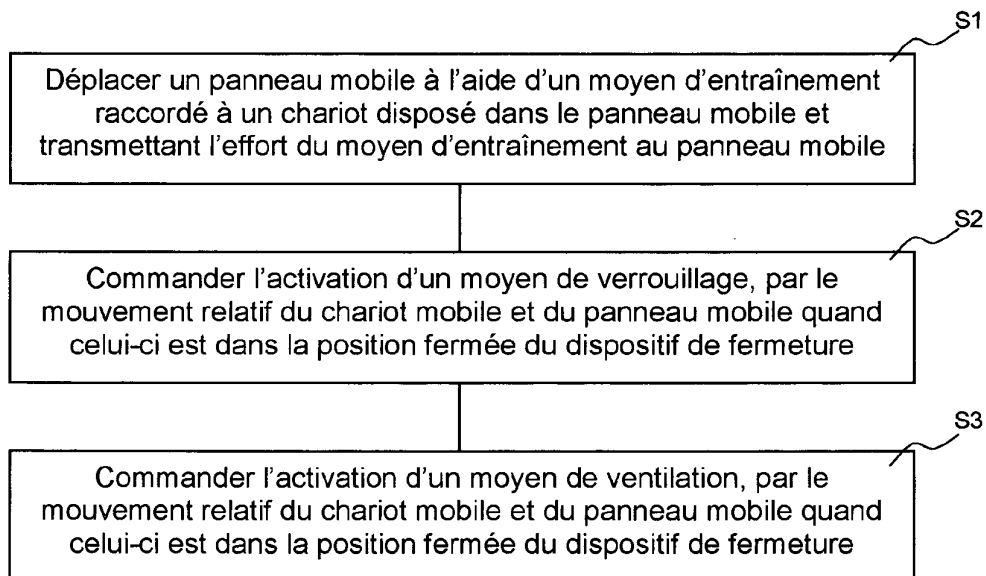 S1
Déplacer un panneau mobile à l'aide d'un moyen d'entraînement
raccordé à un chariot disposé dans le panneau mobile et
transmettant l'effort du moyen d'entraînement au panneau mobile
S2
Commander l'activation d'un moyen de verrouillage, par le
mouvement relatif du chariot mobile et du panneau mobile quand
celui-ci est dans la position fermée du dispositif de fermeture
S3
Commander l'activation d'un moyen de ventilation, par le
mouvement relatif du chariot mobile et du panneau mobile quand
celui-ci est dans la position fermée du dispositif de fermeture